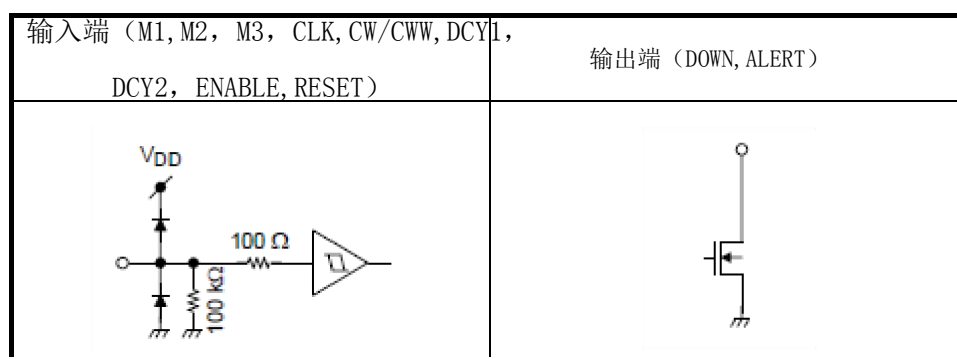 输入端（M1,M2，M3，CLK,CW/CWW,DCY1，
DCY2，ENABLE,RESET）
输出端（DOWN,ALERT）
VDD
100 Ω
100 kΩ